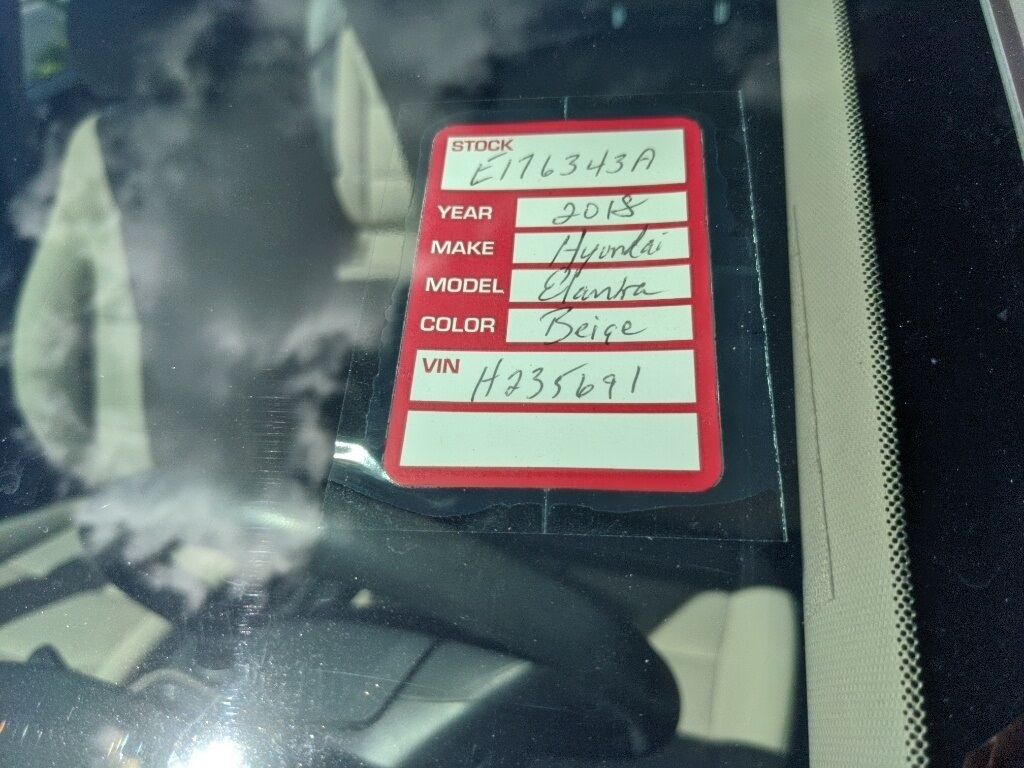 STOCK
E176343A
YEAR 2018
MAKE Hyundai
MODEL Elantra
COLOR Beige
VIN
H235691